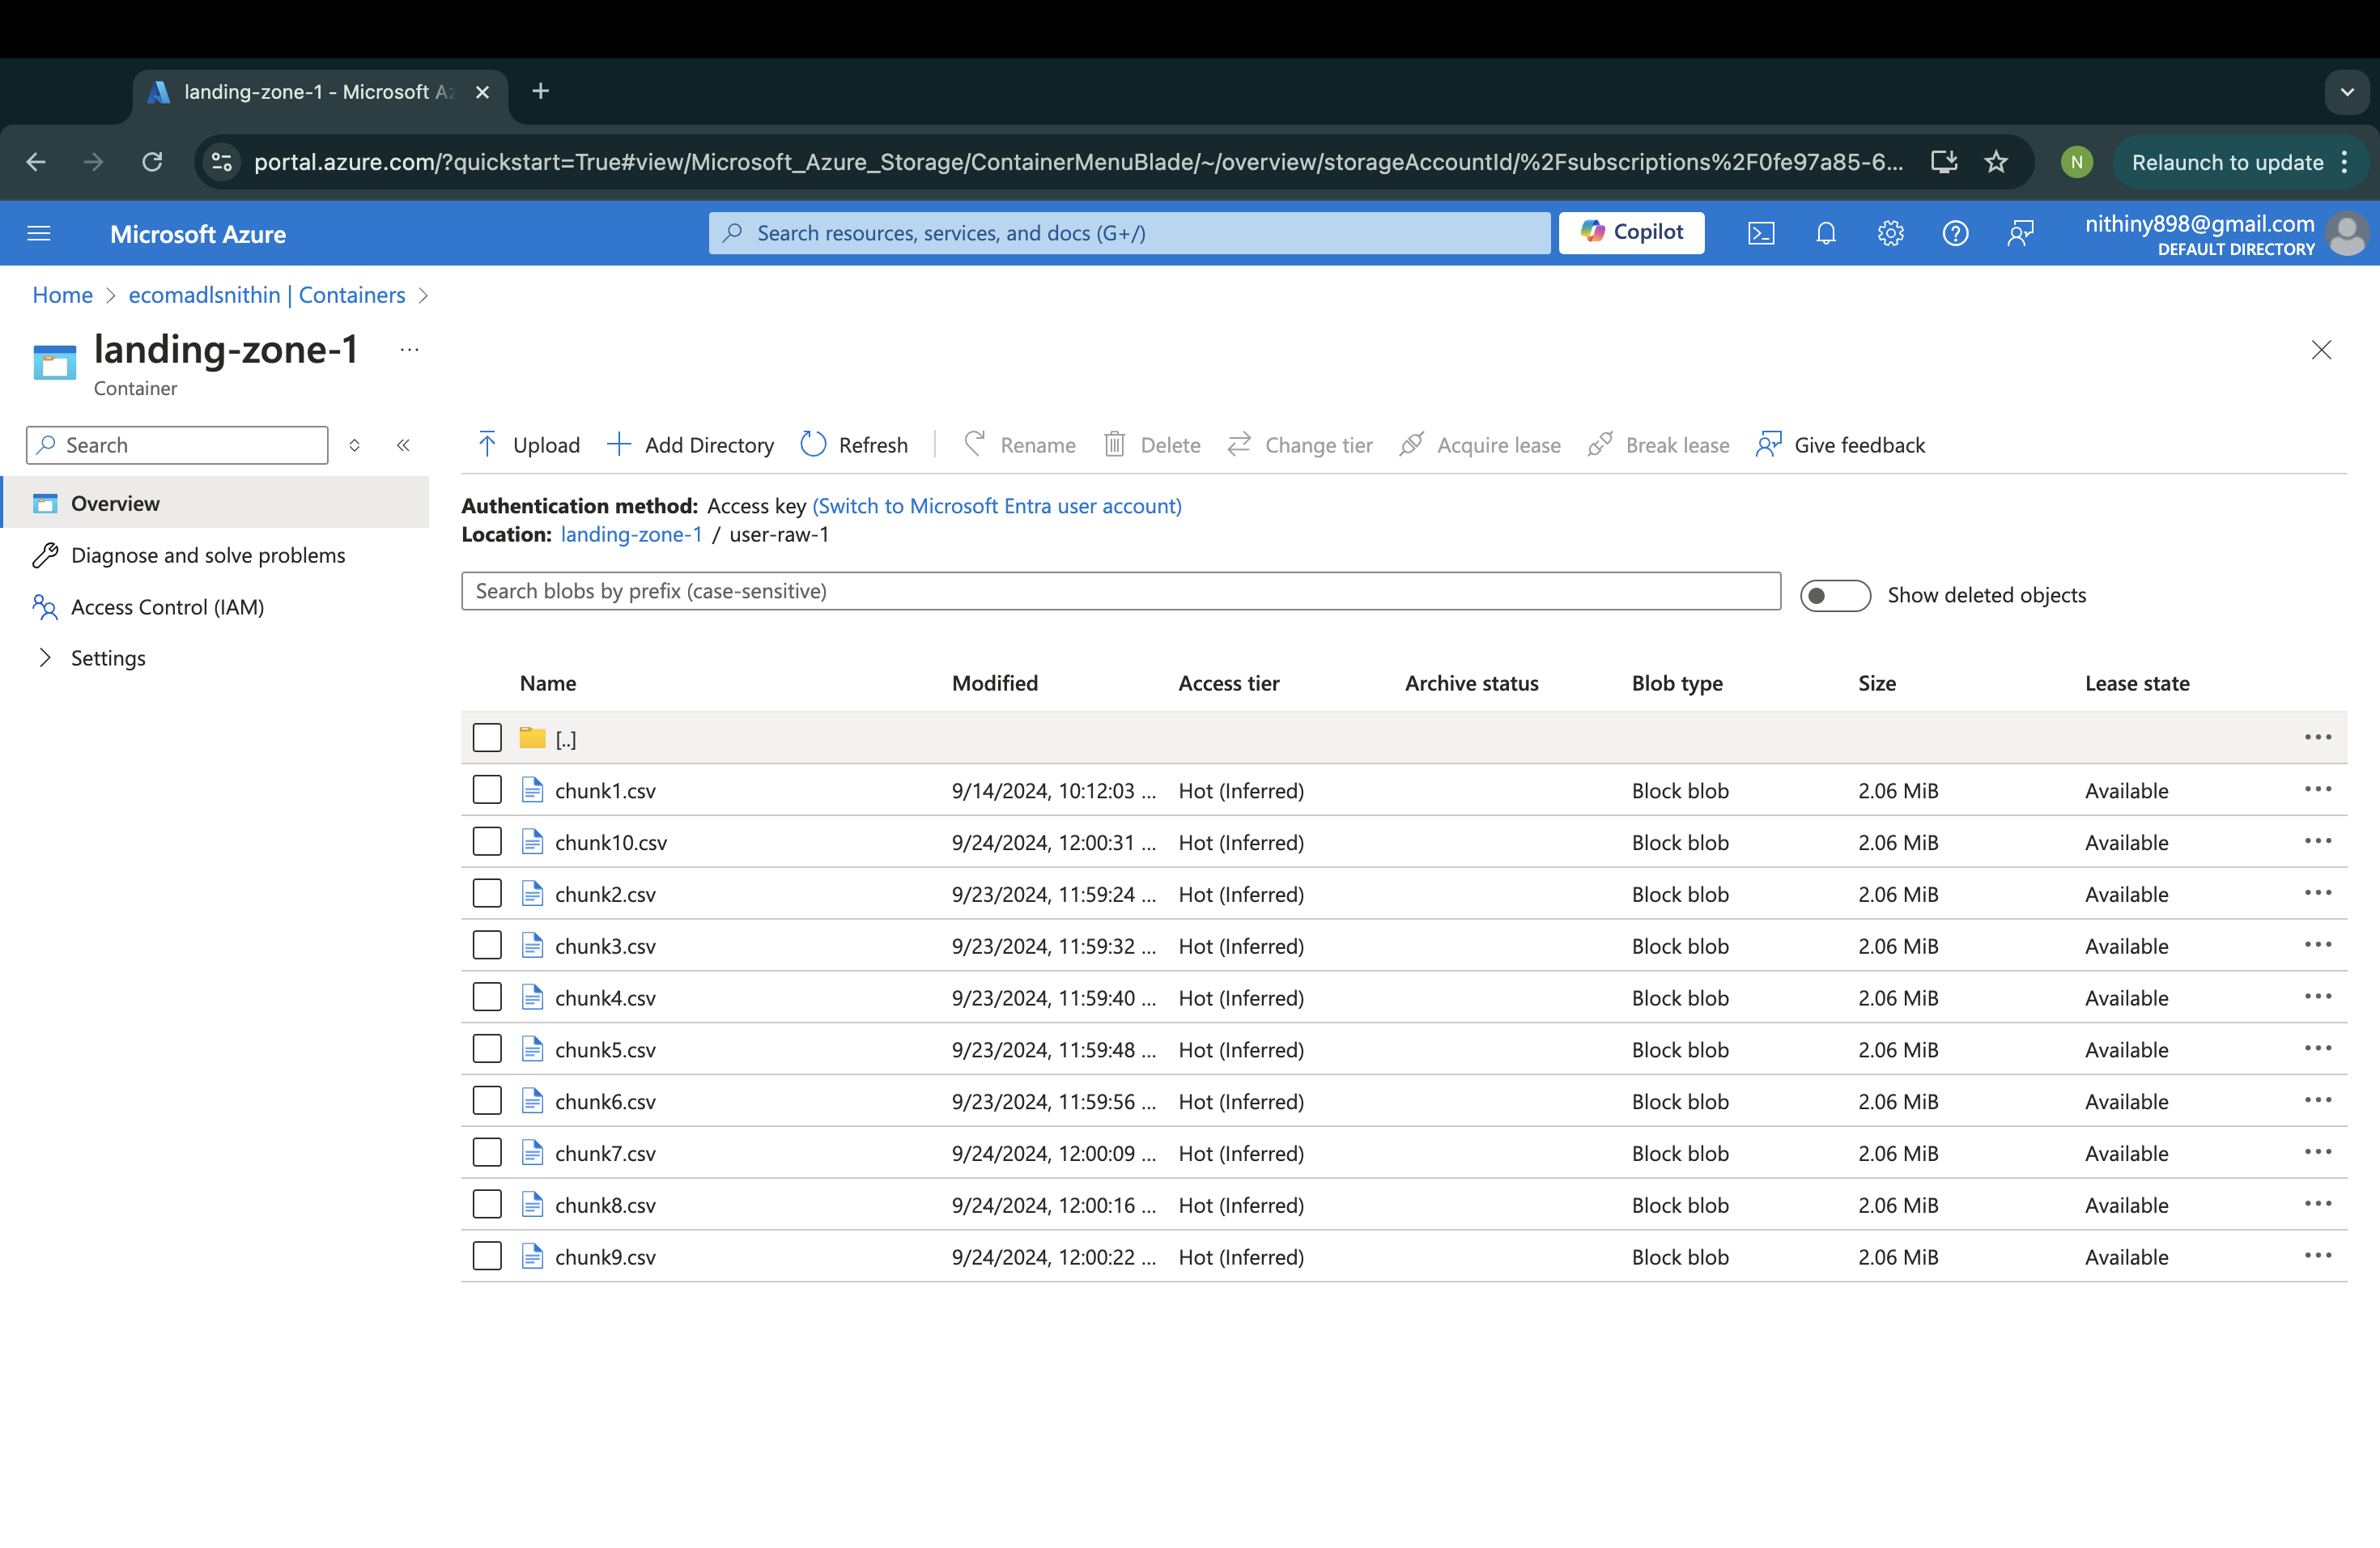 landing-zone-1 - Microsoft Az
portal.azure.com/?quickstart=True#view/Microsoft_Azure_Storage/ContainerMenuBlade/~/overview/storageAccountId/%2Fsubscriptions%2F0fe97a85-6...
N
Relaunch to update
Microsoft Azure
Search resources, services, and docs (G+/)
Copilot
nithiny898@gmail.com
DEFAULT DIRECTORY
Home > ecomadlsnithin | Containers >
landing-zone-1 ...
Container
Search
Overview
Diagnose and solve problems
Access Control (IAM)
Settings
Upload Add Directory Refresh Rename Delete Change tier Acquire lease Break lease Give feedback
Authentication method: Access key (Switch to Microsoft Entra user account)
Location: landing-zone-1 / user-raw-1
Search blobs by prefix (case-sensitive)
Show deleted objects
Name Modified Access tier Archive status Blob type Size Lease state
[..]
chunk1.csv 9/14/2024, 10:12:03 ... Hot (Inferred) Block blob 2.06 MiB Available
chunk10.csv 9/24/2024, 12:00:31 ... Hot (Inferred) Block blob 2.06 MiB Available
chunk2.csv 9/23/2024, 11:59:24 ... Hot (Inferred) Block blob 2.06 MiB Available
chunk3.csv 9/23/2024, 11:59:32 ... Hot (Inferred) Block blob 2.06 MiB Available
chunk4.csv 9/23/2024, 11:59:40 ... Hot (Inferred) Block blob 2.06 MiB Available
chunk5.csv 9/23/2024, 11:59:48 ... Hot (Inferred) Block blob 2.06 MiB Available
chunk6.csv 9/23/2024, 11:59:56 ... Hot (Inferred) Block blob 2.06 MiB Available
chunk7.csv 9/24/2024, 12:00:09 ... Hot (Inferred) Block blob 2.06 MiB Available
chunk8.csv 9/24/2024, 12:00:16 ... Hot (Inferred) Block blob 2.06 MiB Available
chunk9.csv 9/24/2024, 12:00:22 ... Hot (Inferred) Block blob 2.06 MiB Available